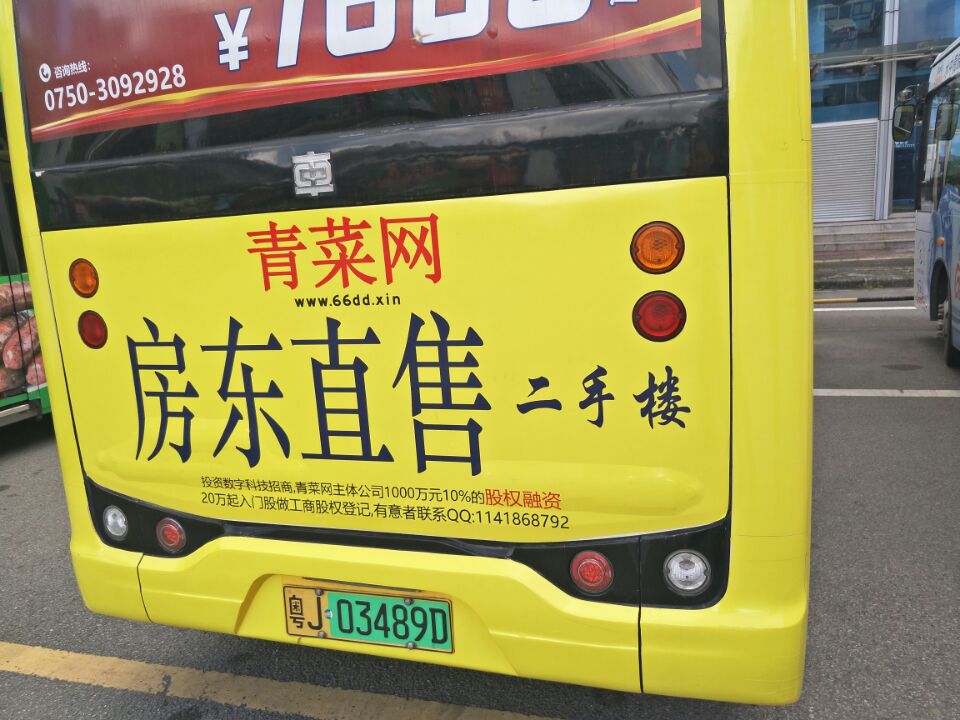 咨询热线:
0750-3092928
¥
青菜网
www.66dd.xin
房东直售 二手楼
投资数字科技招商,青菜网主体公司1000万元10%的股权融资
20万起入门股做工商股权登记,有意者联系QQ:1141868792
粤J 03489D